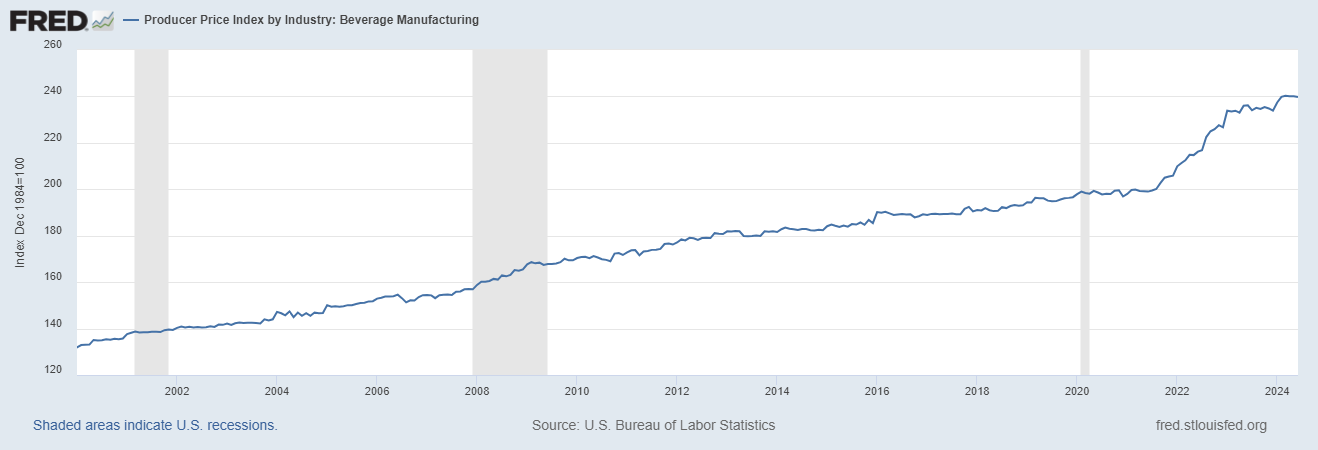 FRED
Producer Price Index by Industry: Beverage Manufacturing
260
240
220
200
180
160
140
120
Index Dec 1984=100
2002 2004 2006 2008 2010 2012 2014 2016 2018 2020 2022 2024
Shaded areas indicate U.S. recessions.
Source: U.S. Bureau of Labor Statistics
fred.stlouisfed.org